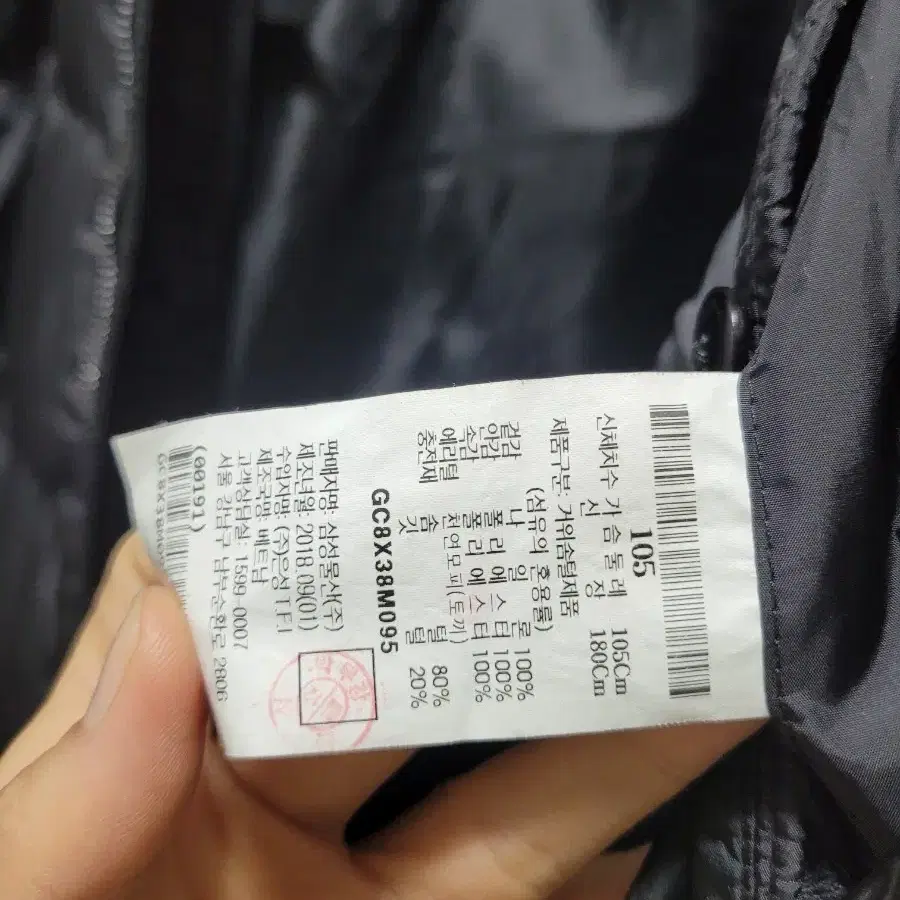 105
신체치수 가 슴 둘 레 105Cm
신 장 180Cm
제품구분: 거위솜털제품
(섬유의 혼용률)
겉감 나 일 론 100%
안감 폴 리 에 스 터 100%
속감 폴 리 에 스 터 100%
에리털 천연모피(토끼)
충전재 솜 털 80%
깃 털 20%
GC8X38M095
판매자명: 삼성물산(주)
제조년월: 2018.09(01)
수입자명: (주)은성 TFI
제조국명: 베트남
고객상담실: 1599-0007
서울 강남구 남부순환로 2806
(00191)